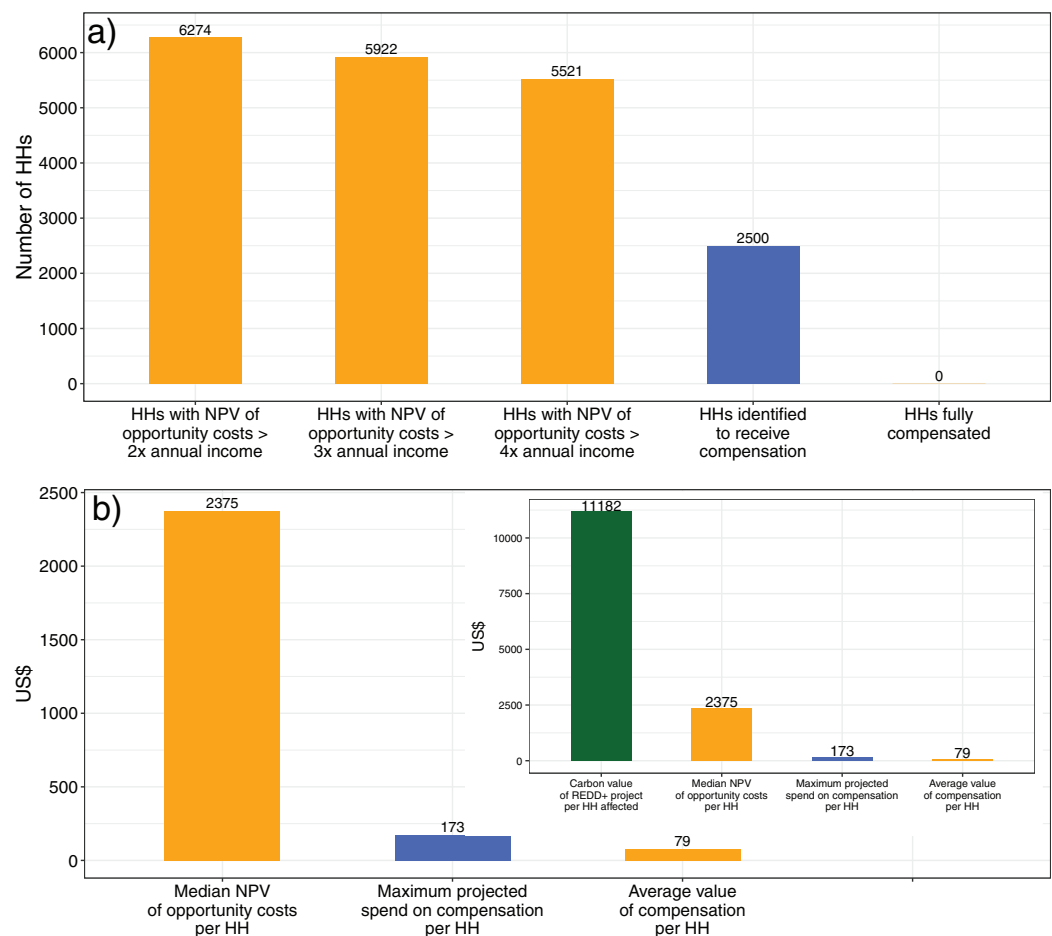 a)
6274
5922
5521
2500
0
6000
5000
4000
3000
2000
1000
0
Number of HHs
HHs with NPV of
opportunity costs >
2x annual income
HHs with NPV of
opportunity costs >
3x annual income
HHs with NPV of
opportunity costs >
4x annual income
HHs identified
to receive
compensation
HHs fully
compensated
b)
2375
173
79
2500
2000
1500
1000
500
0
US$
Median NPV
of opportunity costs
per HH
Maximum projected
spend on compensation
per HH
Average value
of compensation
per HH
11182
2375
173
79
10000
7500
5000
2500
0
US$
Carbon value
of REDD+ project
per HH affected
Median NPV
of opportunity costs
per HH
Maximum projected
spend on compensation
per HH
Average value
of compensation
per HH